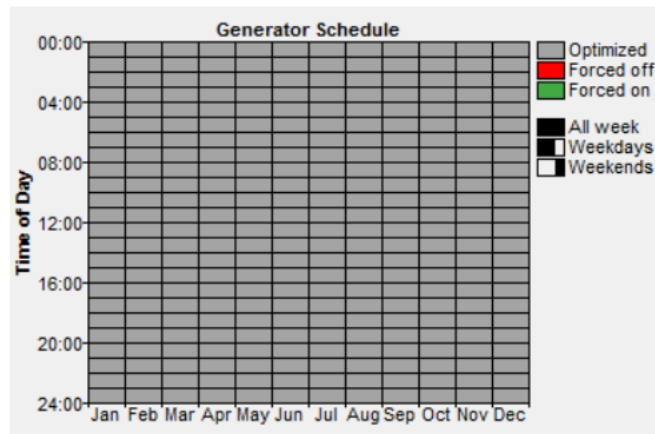 Generator Schedule
00:00
04:00
08:00
12:00
16:00
20:00
24:00
Time of Day
Jan Feb Mar Apr May Jun Jul Aug Sep Oct Nov Dec
Optimized
Forced off
Forced on
All week
Weekdays
Weekends